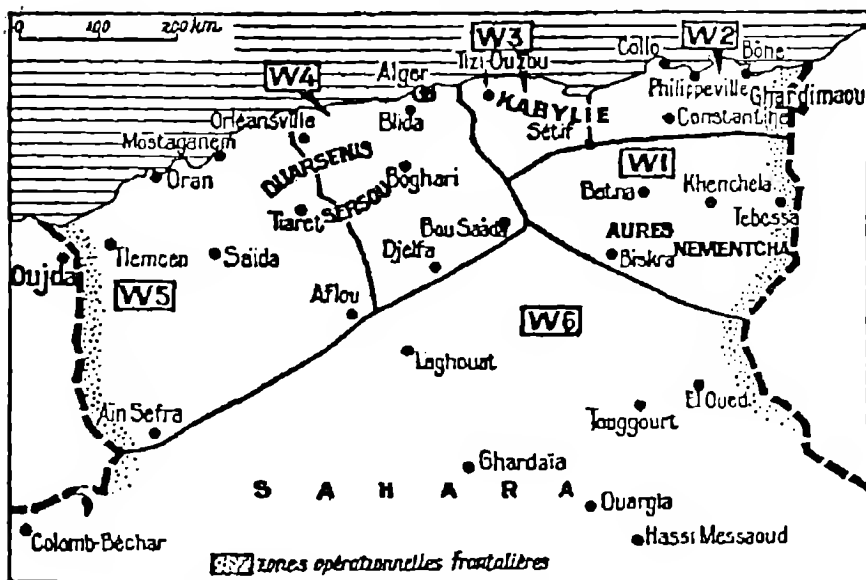 0 100 200 km
W3
W2
W4
Tizi-Ouzou
Collo
Bône
Alger
Philippeville
Ghardimaou
Orléansville
Blida
KABYLIE
Sétif
Constantine
Mostaganem
Oran
OUARSENIS
Boghari
W1
Batna
Khenchela
Tiaret
SERSOU
Bou Saâda
Tebessa
Tlemcen
Saïda
Djelfa
AURES
NEMENTCHA
Biskra
Oujda
W5
Aflou
W6
Laghouat
El Oued
Aïn Sefra
Touggourt
Ghardaïa
SAHARA
Ouargla
Colomb-Béchar
Hassi Messaoud
zones opérationnelles frontalières